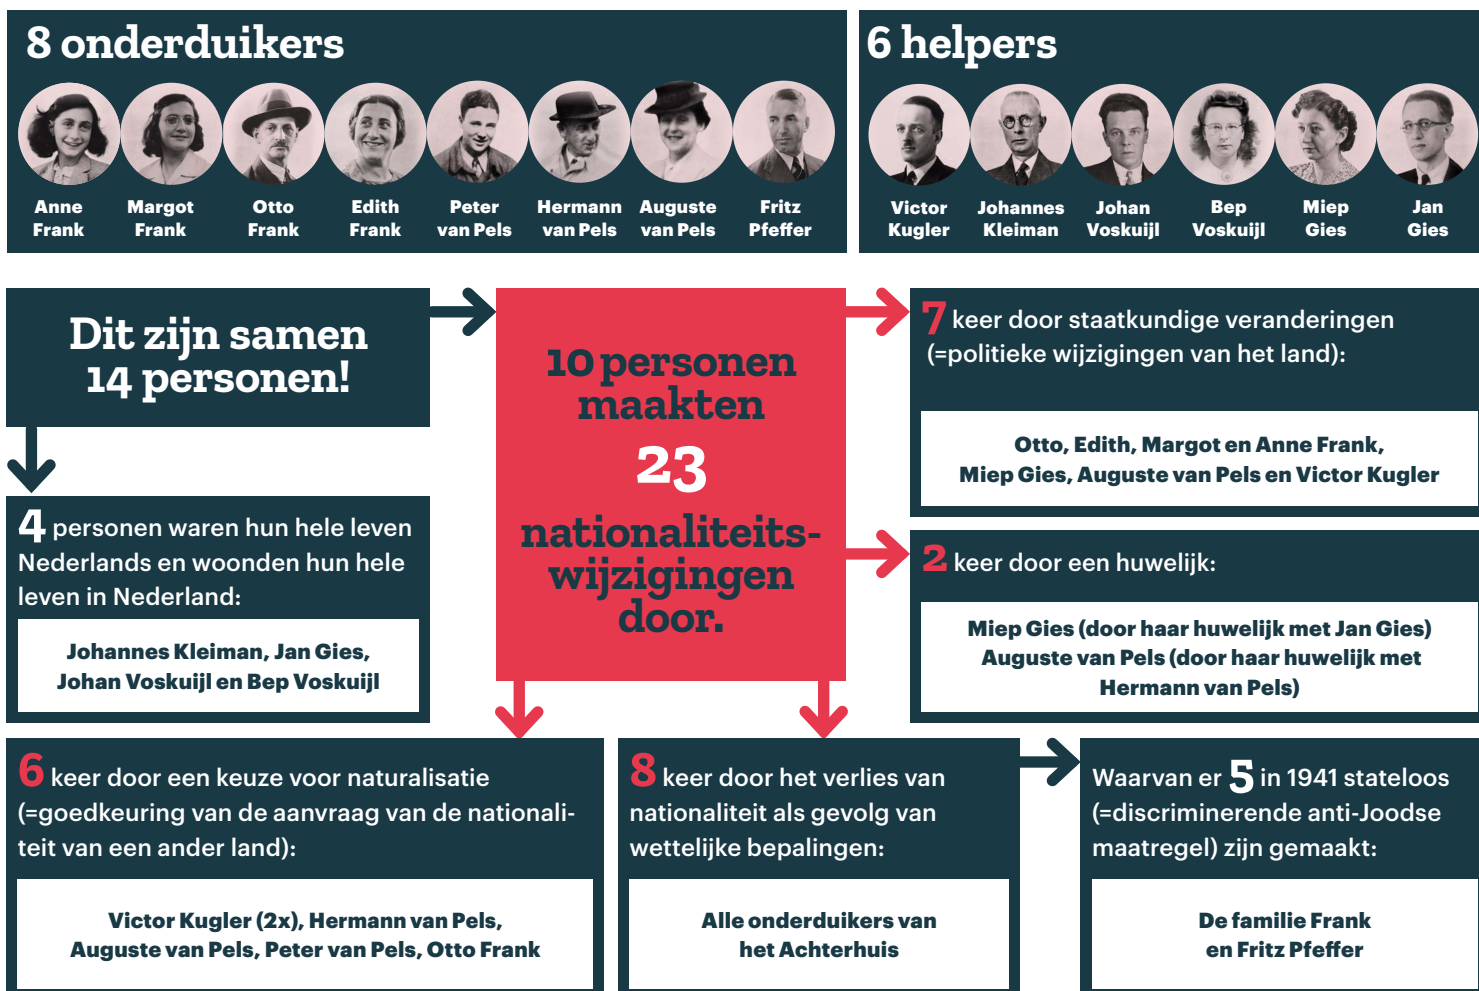 8 onderduikers
Anne
Frank
Margot
Frank
Otto
Frank
Edith
Frank
Peter
van Pels
Hermann
van Pels
Auguste
van Pels
Fritz
Pfeffer
6 helpers
Victor
Kugler
Johannes
Kleiman
Johan
Voskuijl
Bep
Voskuijl
Miep
Gies
Jan
Gies
Dit zijn samen
14 personen!
4 personen waren hun hele leven
Nederlands en woonden hun hele
leven in Nederland:
Johannes Kleiman, Jan Gies,
Johan Voskuijl en Bep Voskuijl
10 personen
maakten
23
nationaliteits-
wijzigingen
door.
7 keer door staatkundige veranderingen
(=politieke wijzigingen van het land):
Otto, Edith, Margot en Anne Frank,
Miep Gies, Auguste van Pels en Victor Kugler
2 keer door een huwelijk:
Miep Gies (door haar huwelijk met Jan Gies)
Auguste van Pels (door haar huwelijk met
Hermann van Pels)
6 keer door een keuze voor naturalisatie
(=goedkeuring van de aanvraag van de nationali-
teit van een ander land):
Victor Kugler (2x), Hermann van Pels,
Auguste van Pels, Peter van Pels, Otto Frank
8 keer door het verlies van
nationaliteit als gevolg van
wettelijke bepalingen:
Alle onderduikers van
het Achterhuis
Waarvan er 5 in 1941 stateloos
(=discriminerende anti-Joodse
maatregel) zijn gemaakt:
De familie Frank
en Fritz Pfeffer